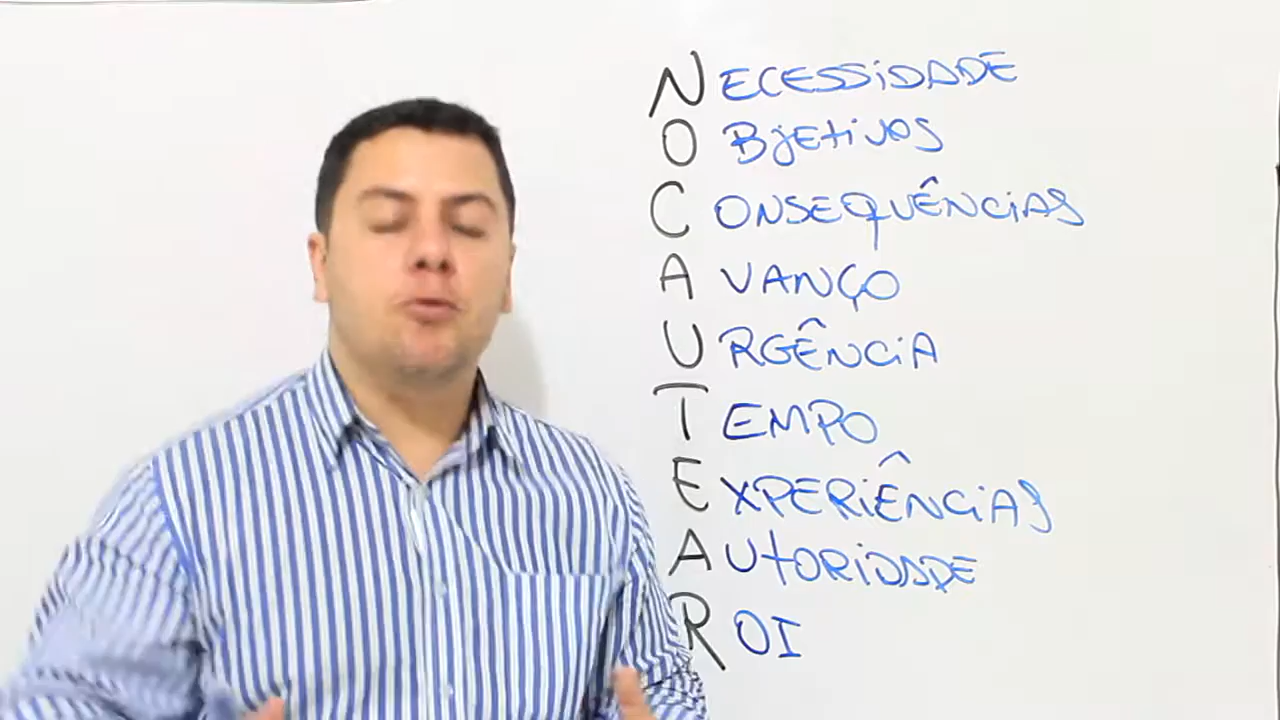 NECESSIDADE
OBJETIVOS
CONSEQUÊNCIAS
AVANÇO
URGÊNCIA
TEMPO
EXPERIÊNCIAS
AUTORIDADE
ROI